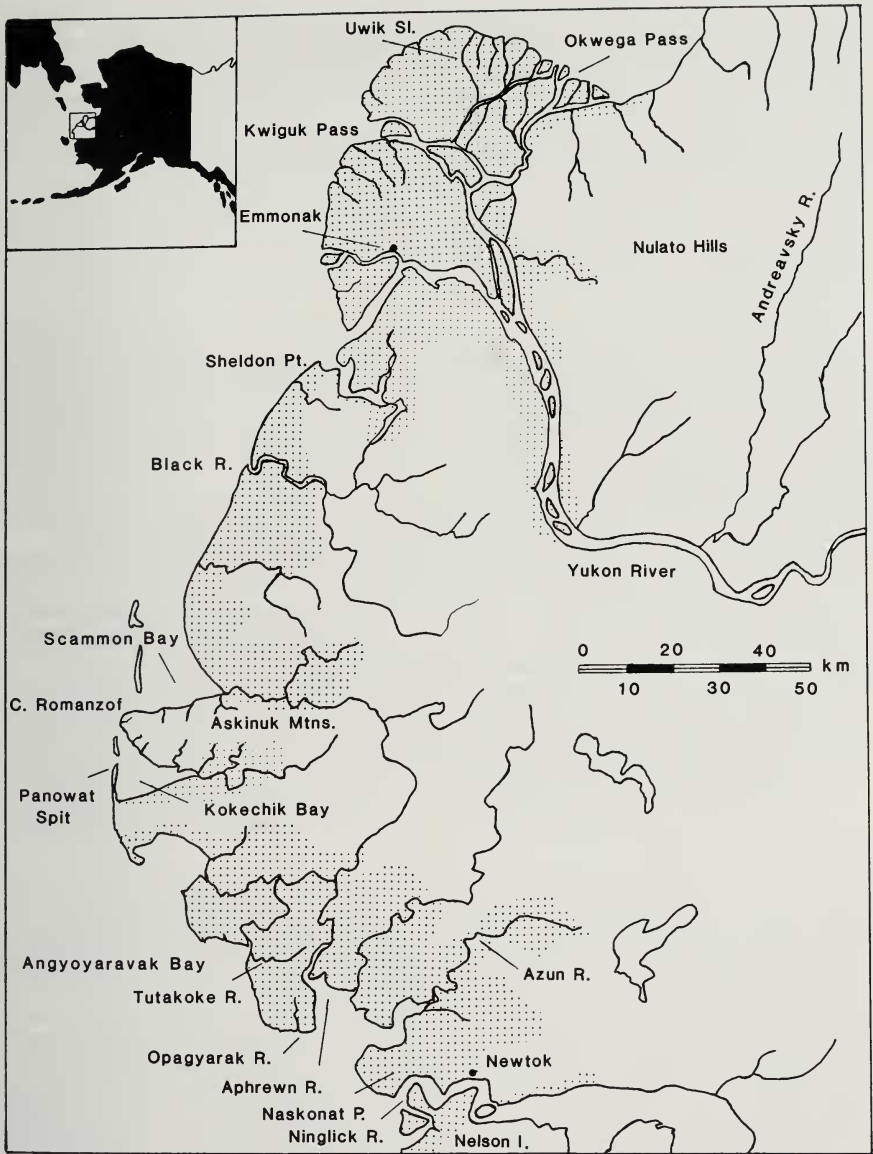 Uwik Sl.
Okwega Pass
Kwiguk Pass
Emmonak
Nulato Hills
Andreavsky R.
Sheldon Pt.
Black R.
Yukon River
Scammon Bay
0 20 40
km
10 30 50
C. Romanzof
Askinuk Mtns.
Panowat
Spit
Kokechik Bay
Angyoyaravak Bay
Azun R.
Tutakoke R.
Opagyarak R.
Newtok
Aphrewn R.
Naskonat P.
Ninglick R.
Nelson I.